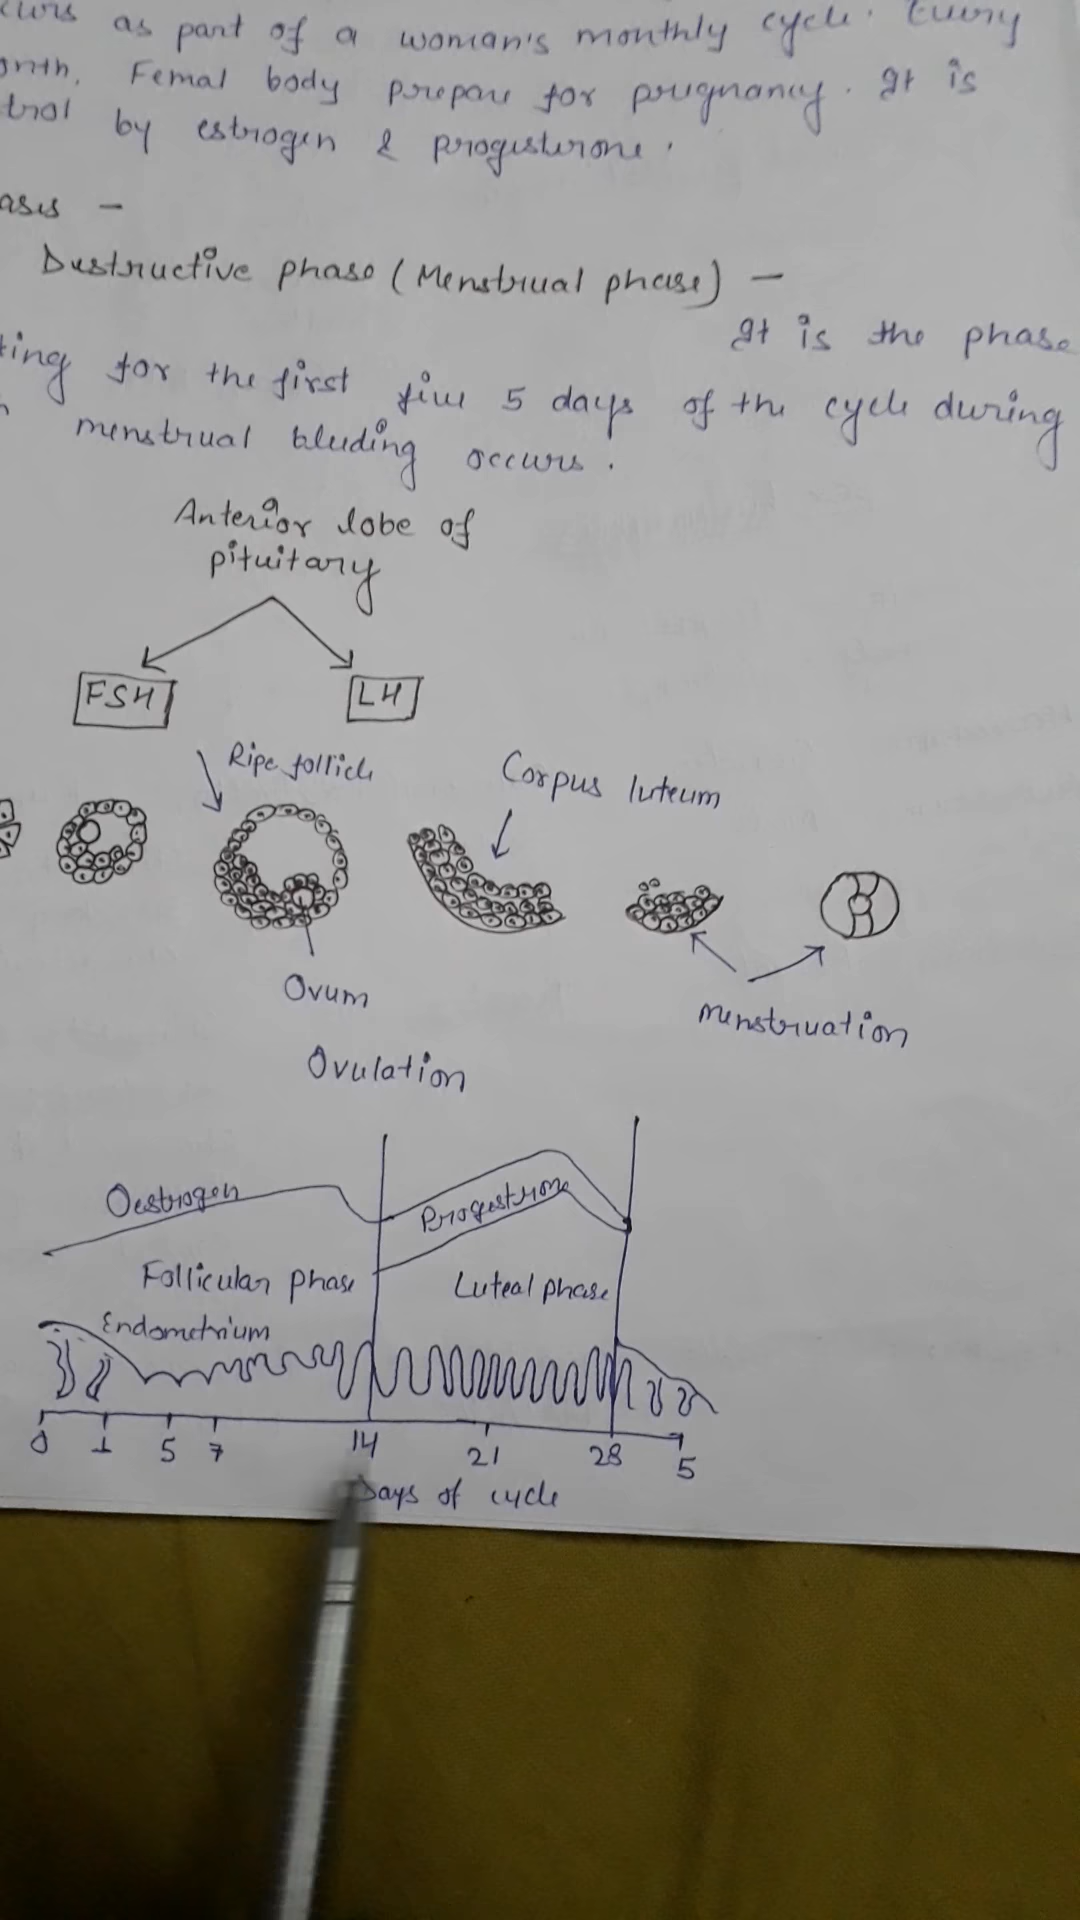 as part of a woman's monthly cycle. Every
Femal body prepare for pregnancy. It is
by estrogen & progesterone.
Destructive phase (Menstrual phase) -
It is the phase
for the first five 5 days of the cycle during
menstrual bleeding occurs.
Anterior lobe of
pituitary
FSH LH
Ripe follicle
Corpus luteum
Ovum
Menstruation
Ovulation
Oestrogen
Progestrone
Follicular phase
Luteal phase
Endometrium
0 1 5 7 14 21 28 5
Days of cycle